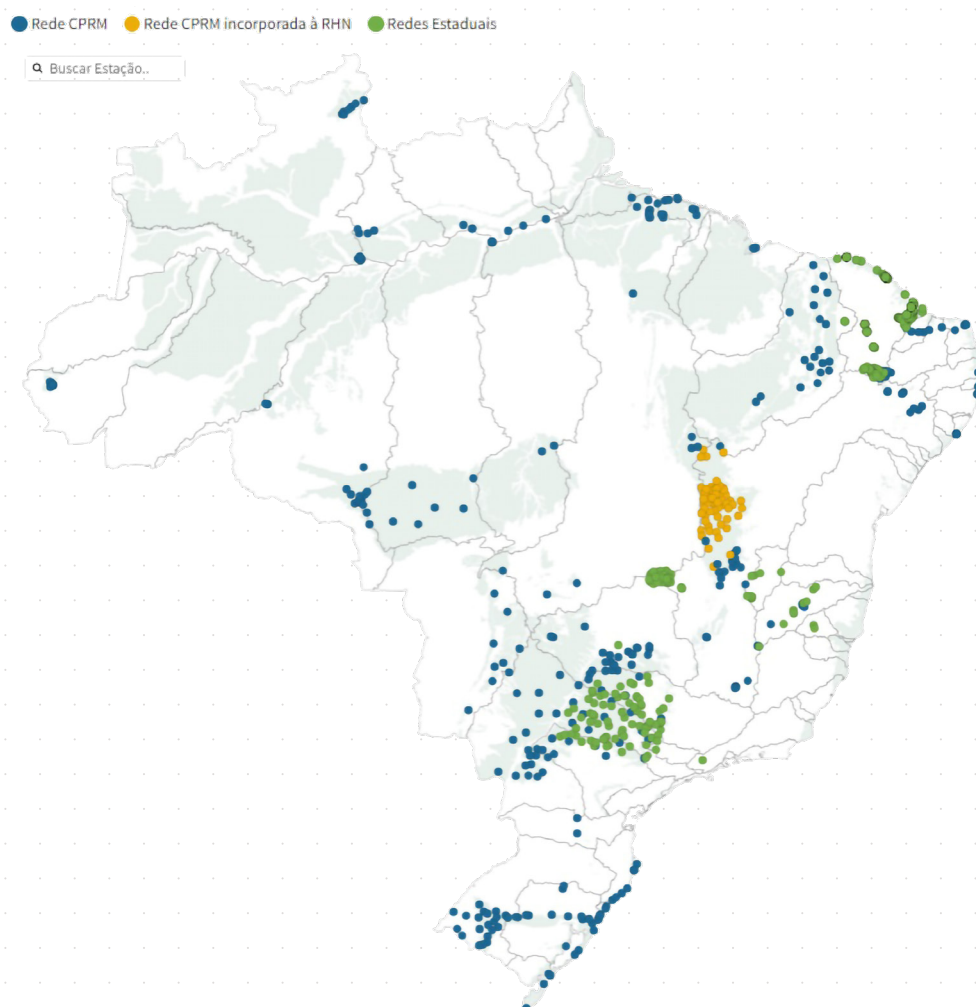 Rede CPRM Rede CPRM incorporada à RHN Redes Estaduais
Buscar Estação..